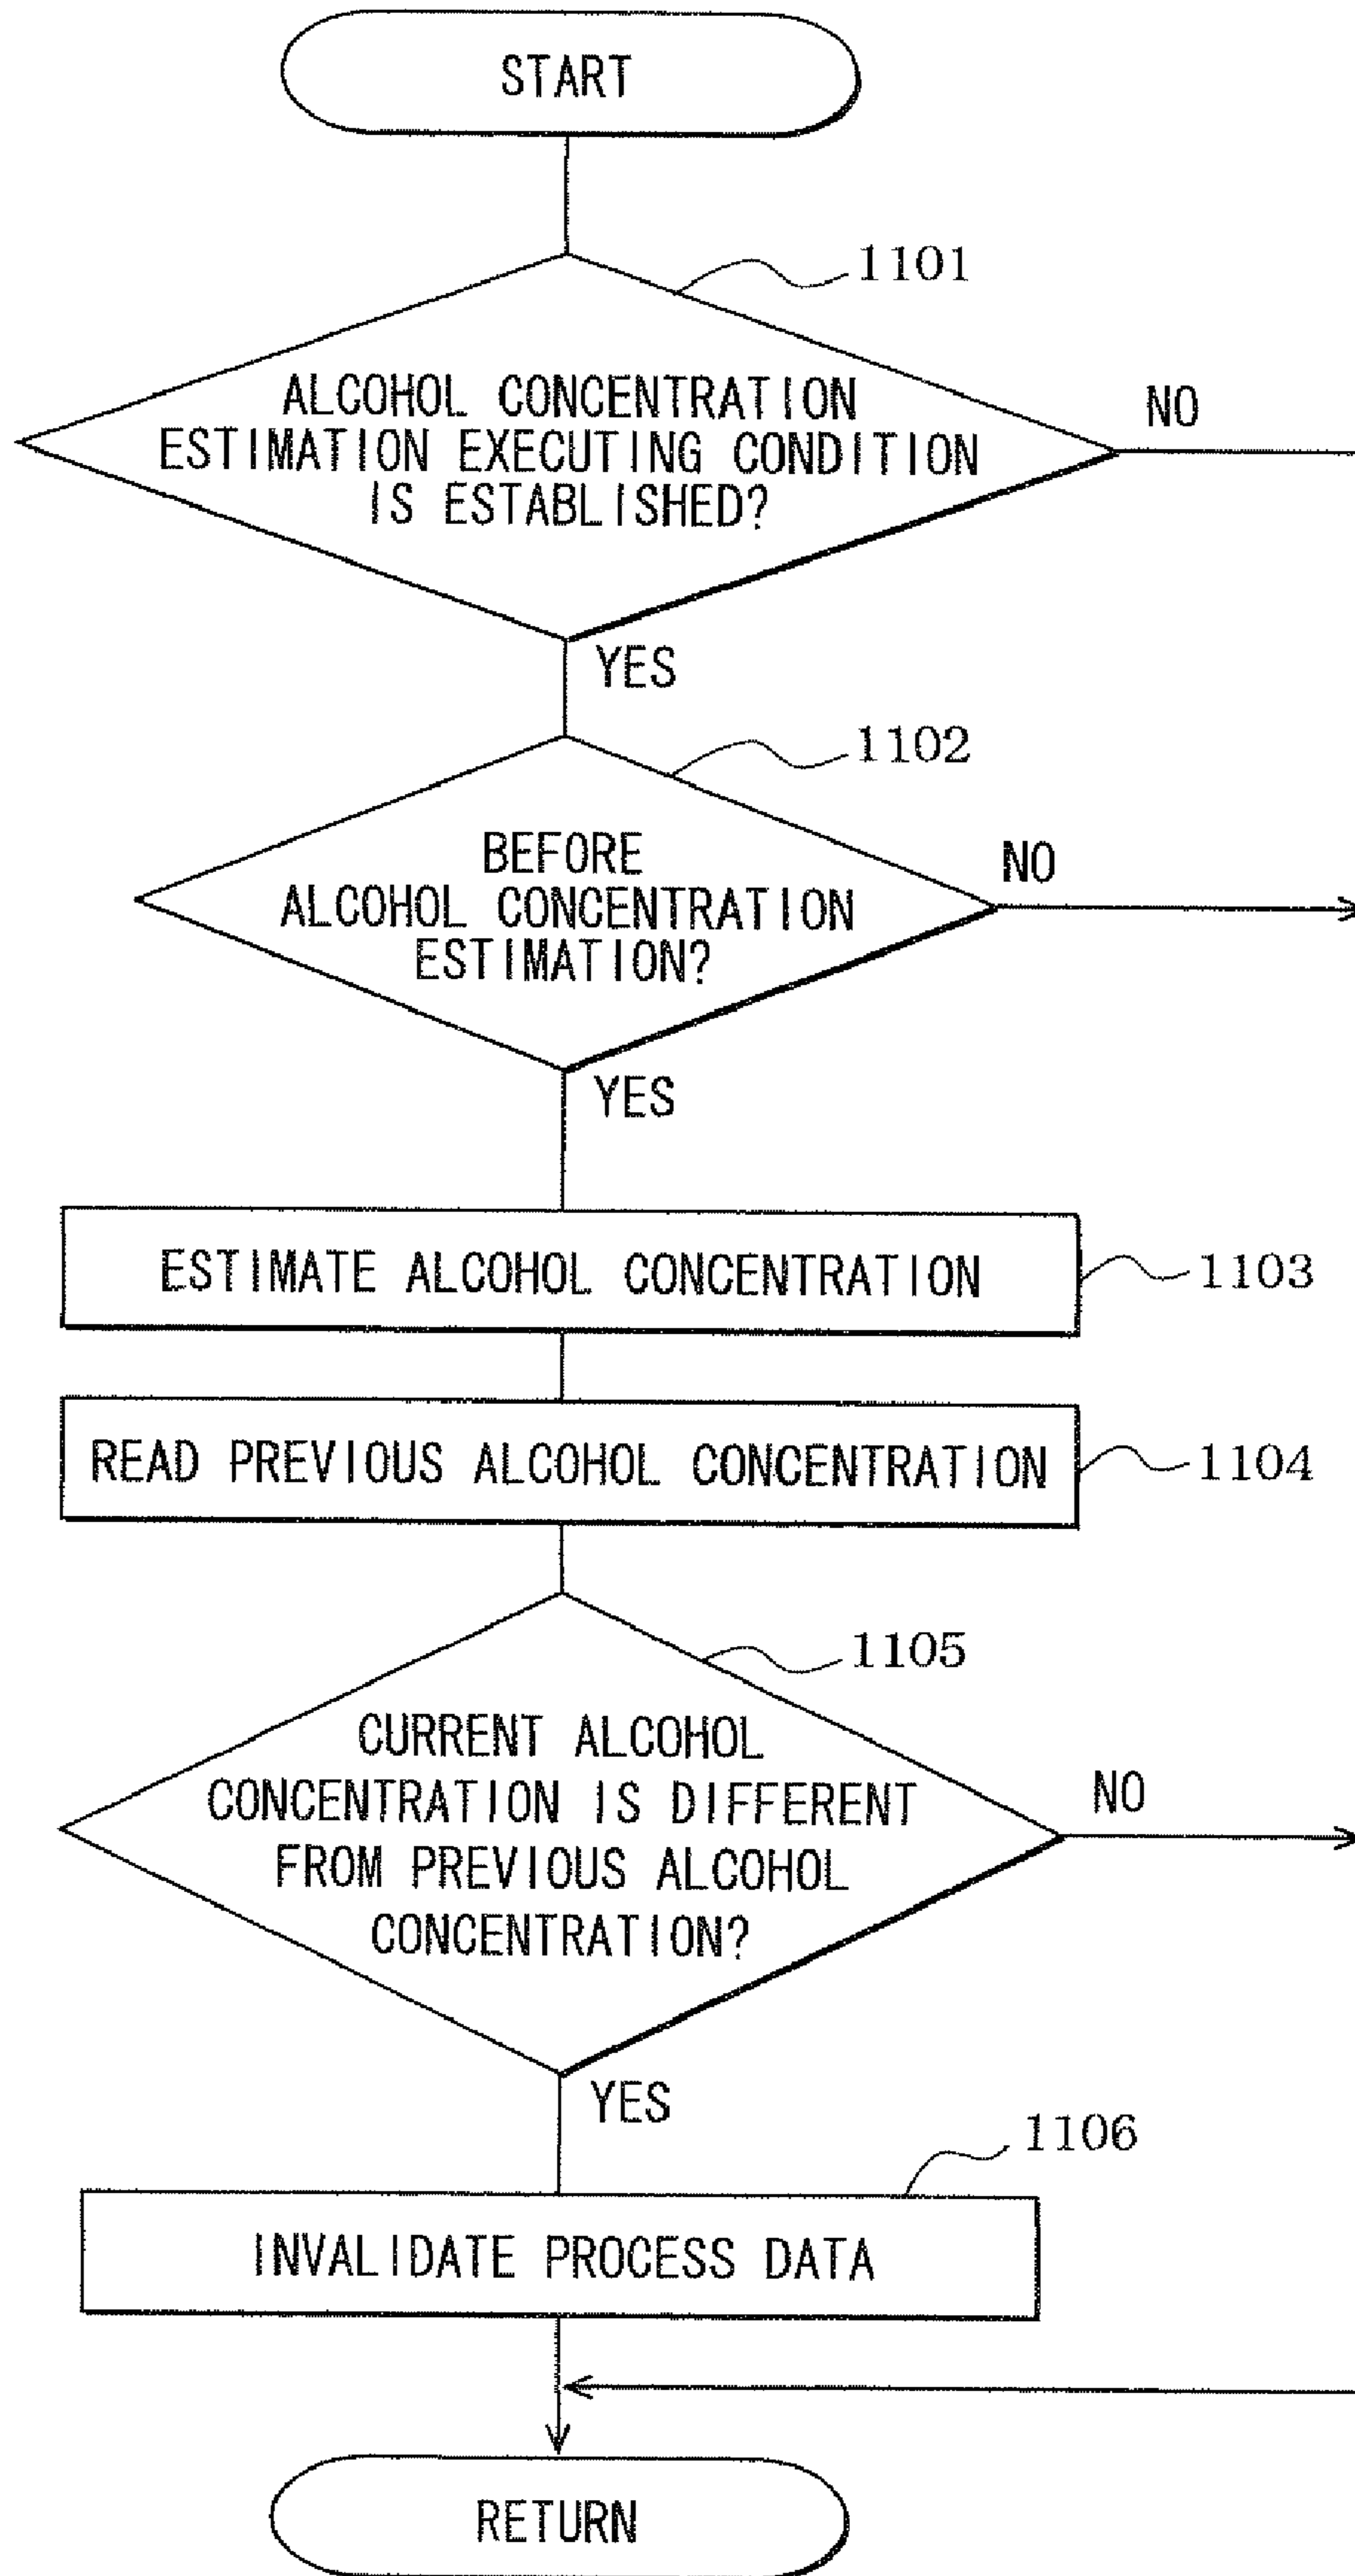 START
1101
ALCOHOL CONCENTRATION
ESTIMATION EXECUTING CONDITION
IS ESTABLISHED?
NO
YES
1102
BEFORE
ALCOHOL CONCENTRATION
ESTIMATION?
NO
YES
ESTIMATE ALCOHOL CONCENTRATION
1103
READ PREVIOUS ALCOHOL CONCENTRATION
1104
1105
CURRENT ALCOHOL
CONCENTRATION IS DIFFERENT
FROM PREVIOUS ALCOHOL
CONCENTRATION?
NO
YES
1106
INVALIDATE PROCESS DATA
RETURN